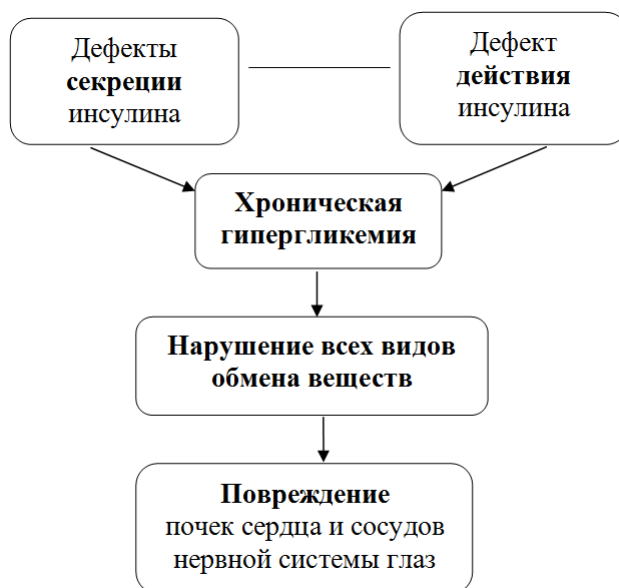 Дефекты
секреции
инсулина
Дефект
действия
инсулина
Хроническая
гипергликемия
Нарушение всех видов
обмена веществ
Повреждение
почек сердца и сосудов
нервной системы глаз